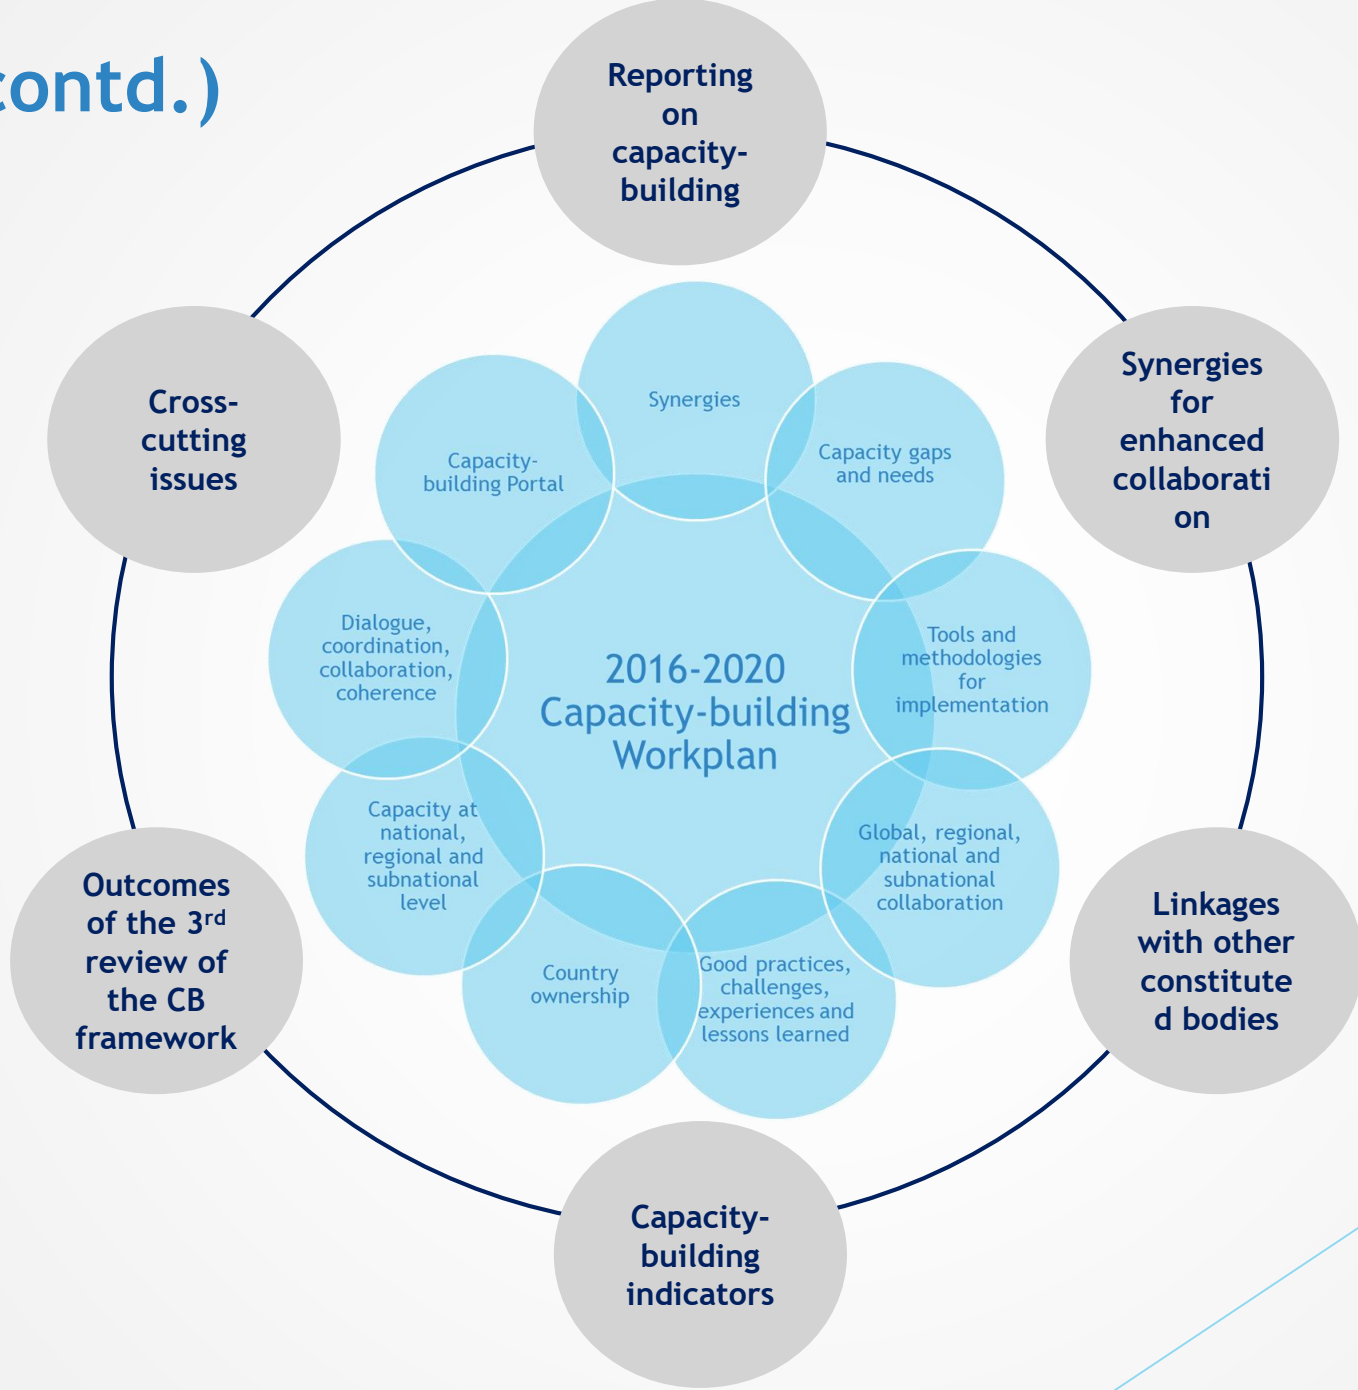 contd.)
Reporting
on
capacity-
building
Synergies
for
enhanced
collaborati
on
Linkages
with other
constitute
d bodies
Capacity-
building
indicators
Outcomes
of the 3rd
review of
the CB
framework
Cross-
cutting
issues
2016-2020
Capacity-building
Workplan
Synergies
Capacity gaps
and needs
Tools and
methodologies
for
implementation
Global, regional,
national and
subnational
collaboration
Good practices,
challenges,
experiences and
lessons learned
Country
ownership
Capacity at
national,
regional and
subnational
level
Dialogue,
coordination,
collaboration,
coherence
Capacity-
building Portal